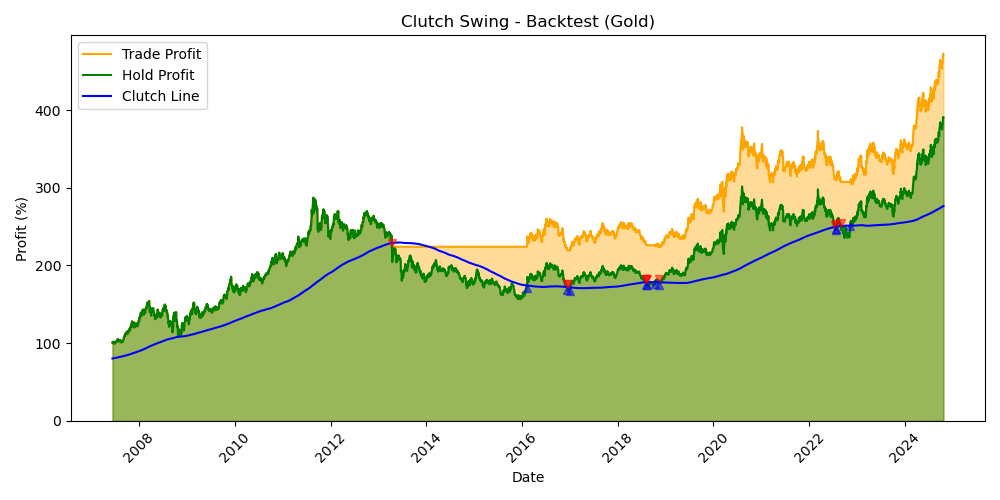 Clutch Swing - Backtest (Gold)
Trade Profit
Hold Profit
Clutch Line
Profit (%)
400
300
200
100
0
2008
2010
2012
2014
2016
2018
2020
2022
2024
Date